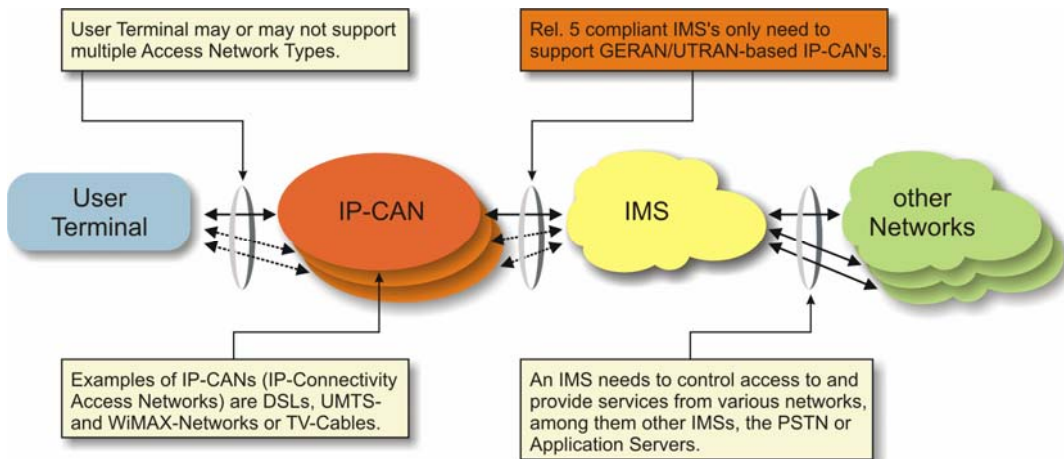 User Terminal may or may not support
multiple Access Network Types.
Rel. 5 compliant IMS's only need to
support GERAN/UTRAN-based IP-CAN's.
User
Terminal
IP-CAN
IMS
other
Networks
Examples of IP-CANs (IP-Connectivity
Access Networks) are DSLs, UMTS-
and WiMAX-Networks or TV-Cables.
An IMS needs to control access to and
provide services from various networks,
among them other IMSs, the PSTN or
Application Servers.